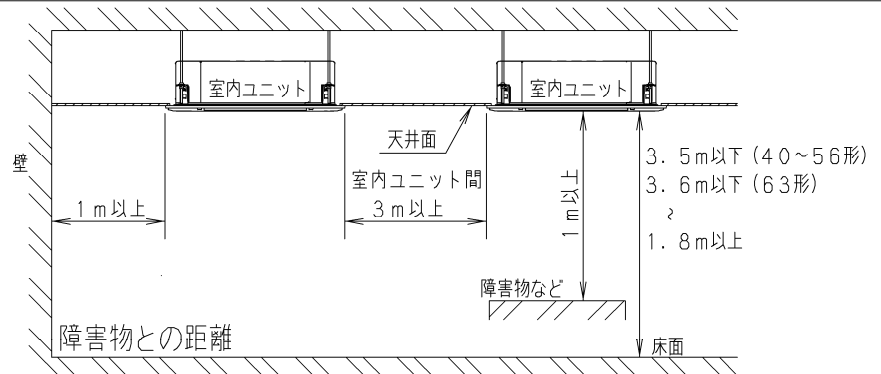 室内ユニット
室内ユニット
天井面
壁
3.5m以下(40~56形)
室内ユニット間
3.6m以下(63形)
1m以上
3m以上
1m以上
~
1.8m以上
障害物など
障害物との距離
床面